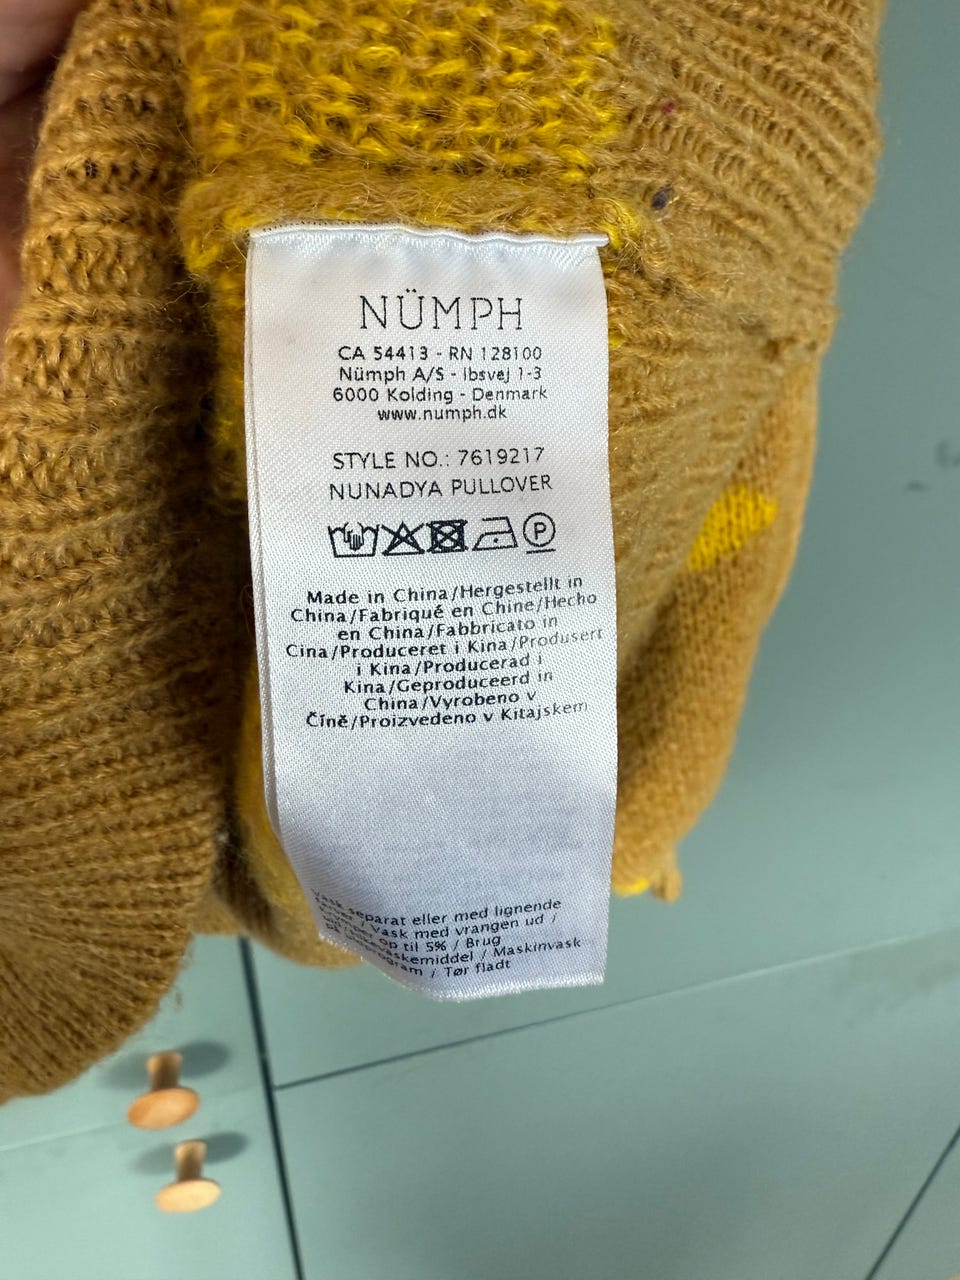 NÜMPH
CA 54413 - RN 128100
Nümph A/S - Ibsvej 1-3
6000 Kolding - Denmark
www.numph.dk
STYLE NO.: 7619217
NUNADYA PULLOVER
P
Made in China/Hergestellt in
China/Fabriqué en Chine/Hecho
en China/Fabbricato in
Cina/Produceret i Kina/Produsert
i Kina/Producerad i
Kina/Geproduceerd in
China/Vyrobeno v
Číně/Proizvedeno v Kitajskem
Vask separat eller med lignende
farver / Vask med vrangen ud /
Krymper op til 5% / Brug
/ Maskinvask
/ Tør fladt